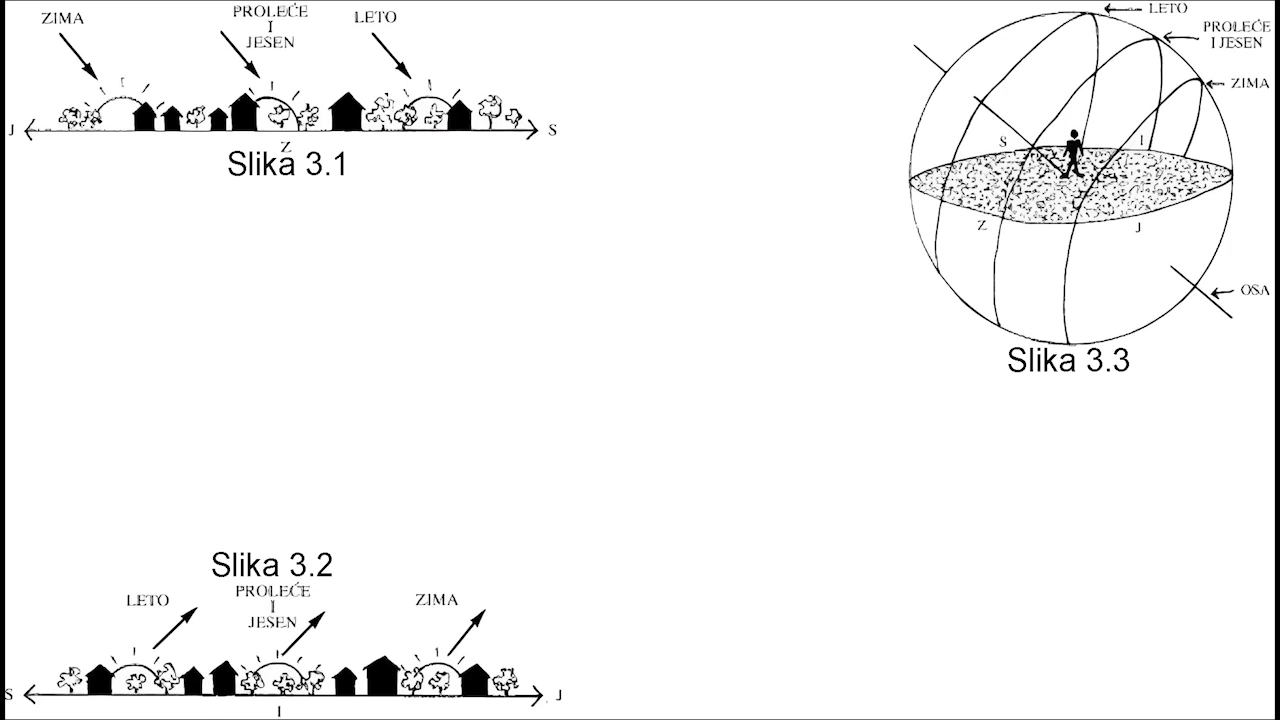 ZIMA
PROLEĆE
I
JESEN
LETO
J
S
Z
Slika 3.1
LETO
PROLEĆE
I JESEN
ZIMA
S
I
Z
J
OSA
Slika 3.3
Slika 3.2
LETO
PROLEĆE
I
JESEN
ZIMA
S
J
I